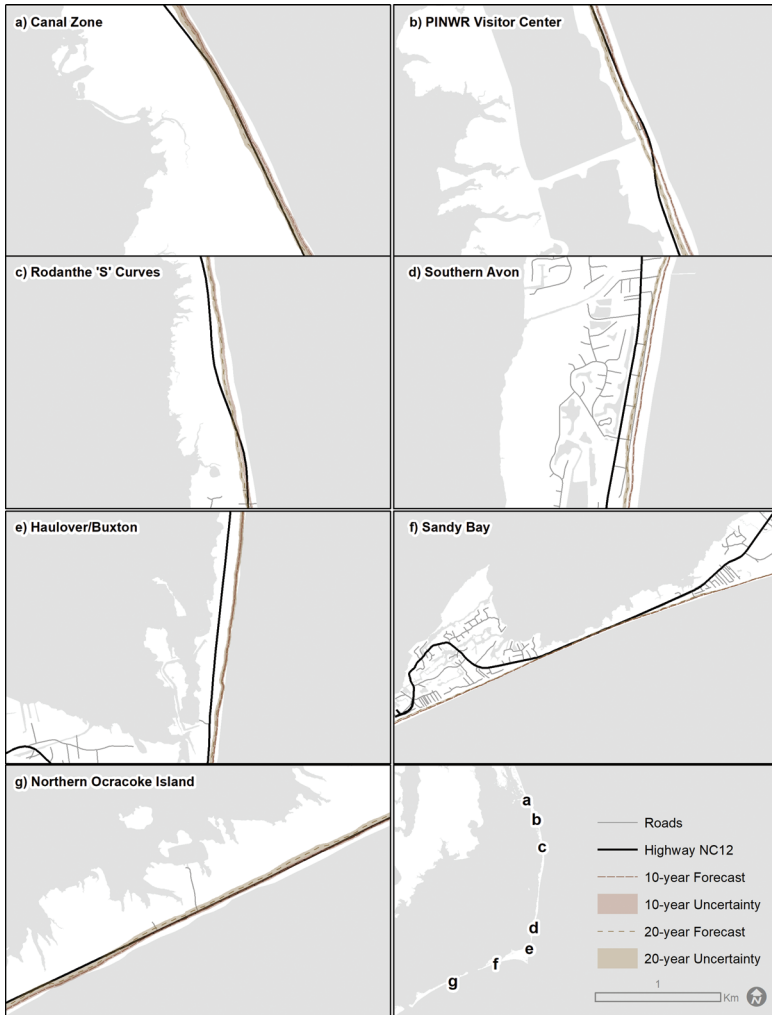 a) Canal Zone
b) PINWR Visitor Center
c) Rodanthe 'S' Curves
d) Southern Avon
e) Haulover/Buxton
f) Sandy Bay
g) Northern Ocracoke Island
a
b
c
d
e
f
g
Roads
Highway NC12
10-year Forecast
10-year Uncertainty
20-year Forecast
20-year Uncertainty
1
Km
N